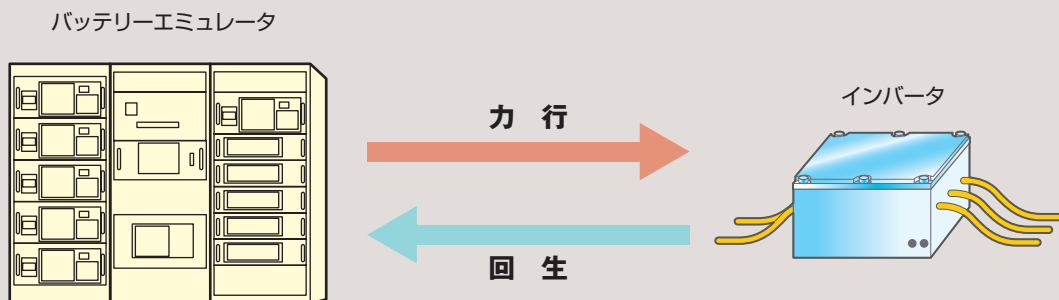 バッテリーエミュレータ
力 行
インバータ
回 生